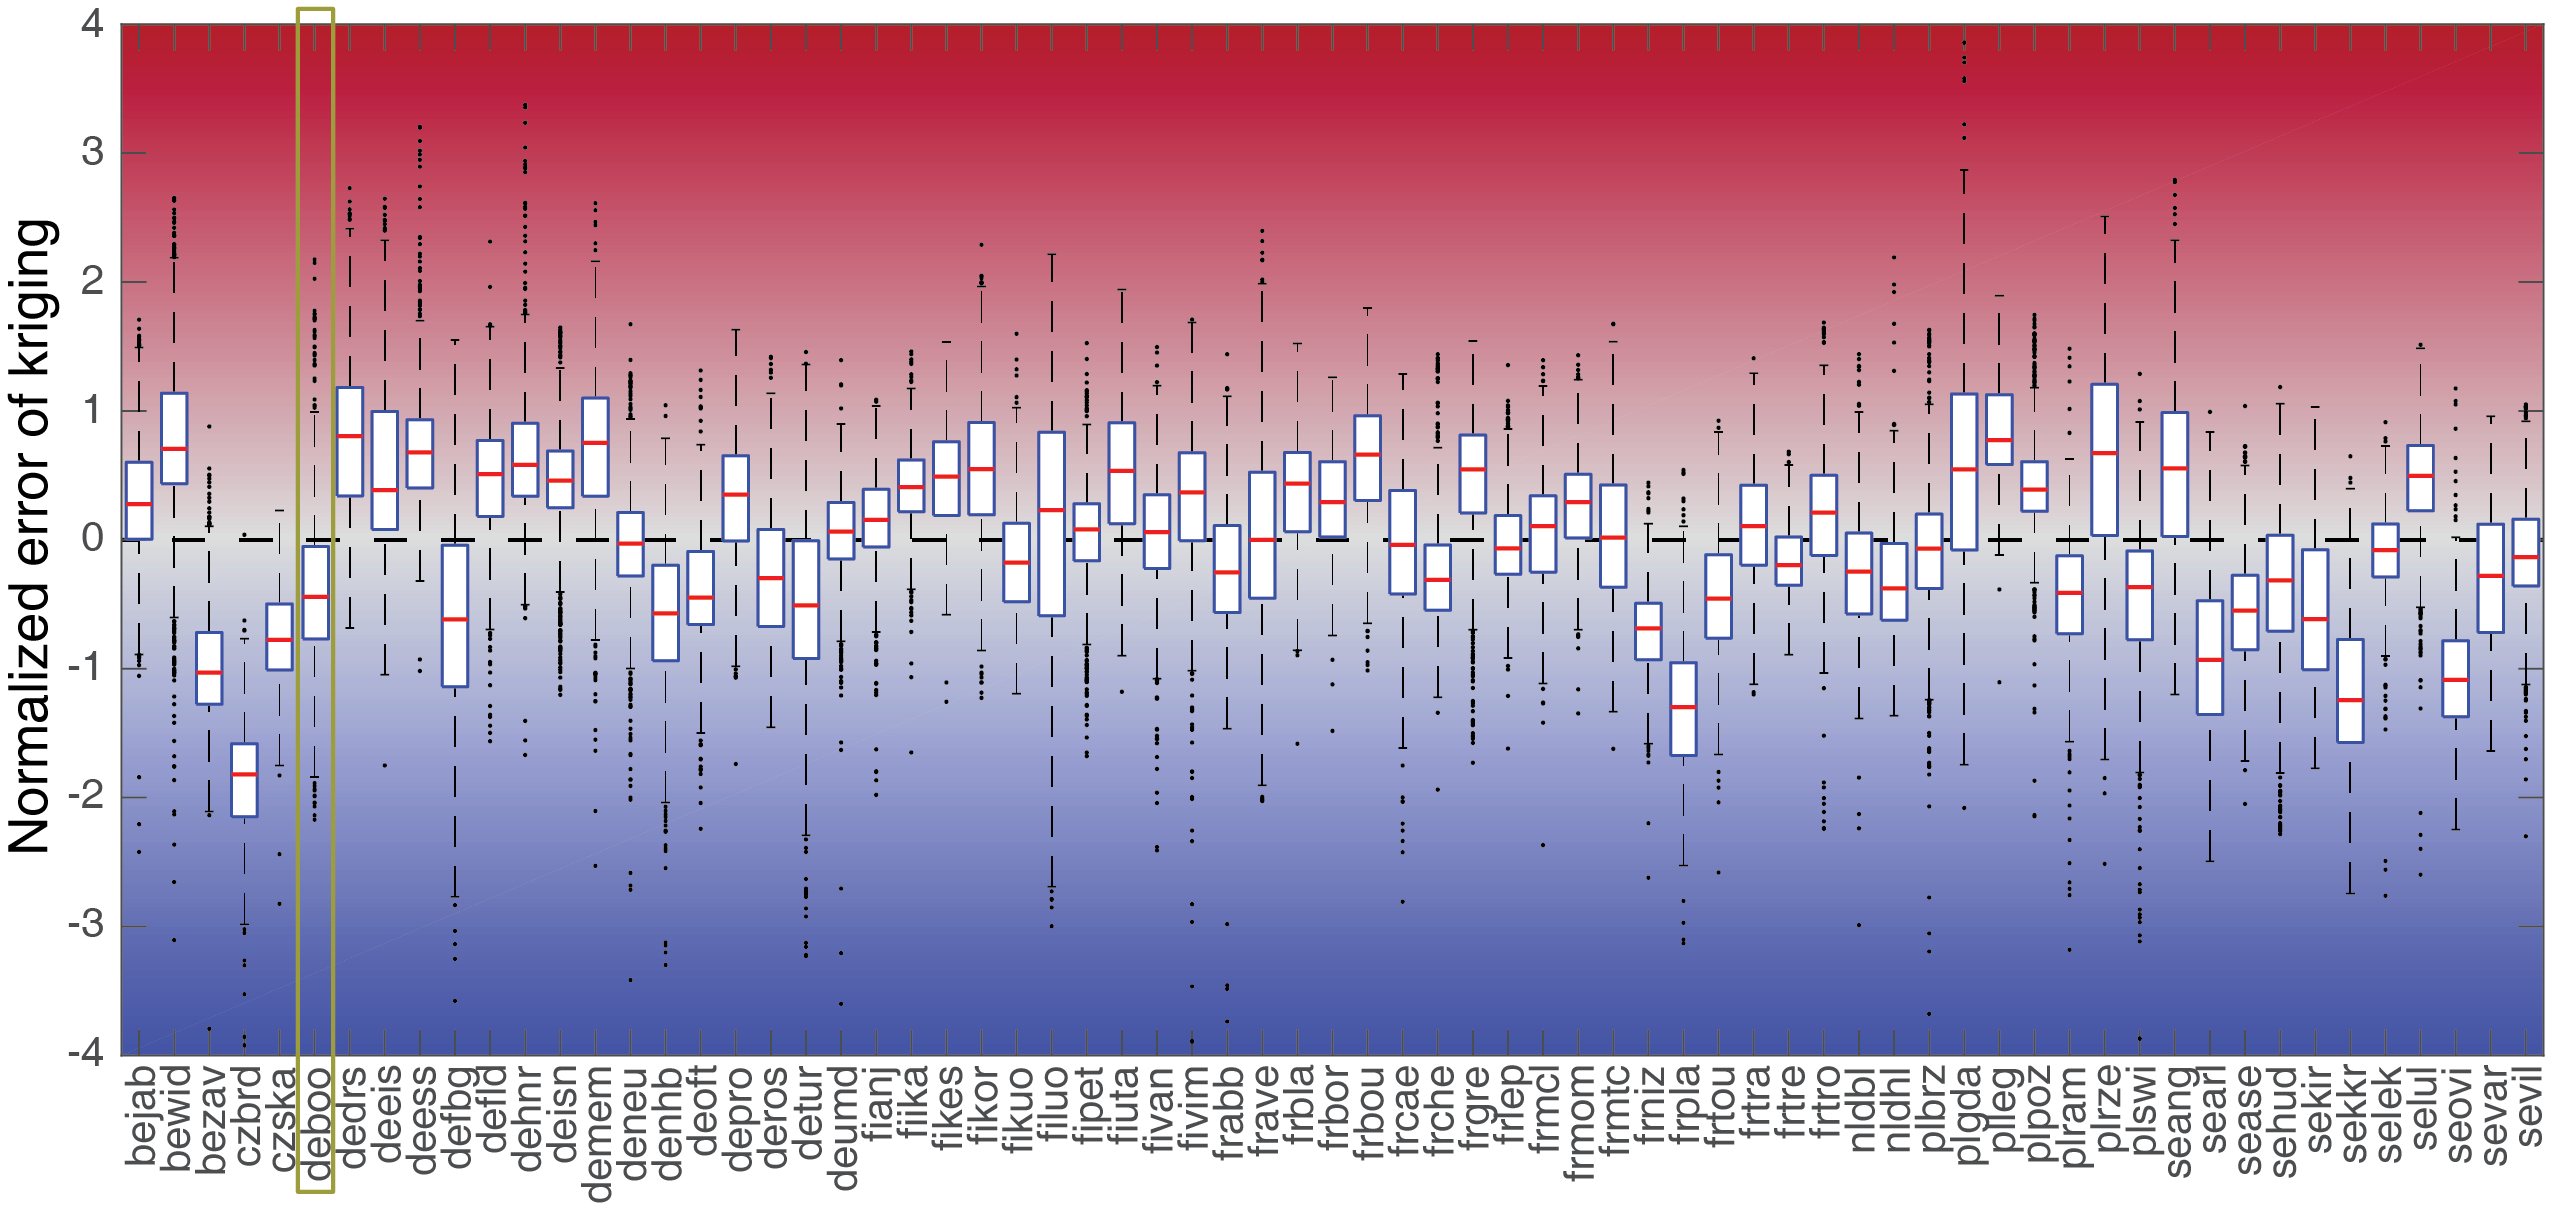 Normalized error of kriging
4
3
2
1
0
-1
-2
-3
-4
bejab
bewid
bezav
czbrd
czska
deboo
dedrs
deeis
deess
defbg
defld
dehnr
deisn
demem
deneu
denhb
deoft
depro
deros
detur
deumd
fianj
fiika
fikes
fikor
fikuo
filuo
fipet
fiuta
fivan
fivim
frabb
frave
frbla
frbor
frbou
frcae
frche
frgre
frlep
frmcl
frmom
frmtc
frniz
frpla
frtou
frtra
frtre
frtro
nldbl
nldhl
plbrz
plgda
plleg
plpoz
plram
plrze
plswi
seang
searl
sease
sehud
sekir
sekkr
selek
selul
seovi
sevar
sevil